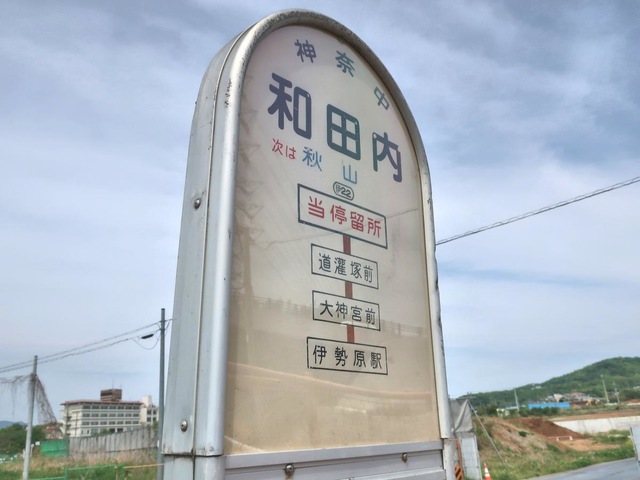 神奈中
和田内
次は 秋山
伊22
当停留所
道灌塚前
大神宮前
伊勢原駅